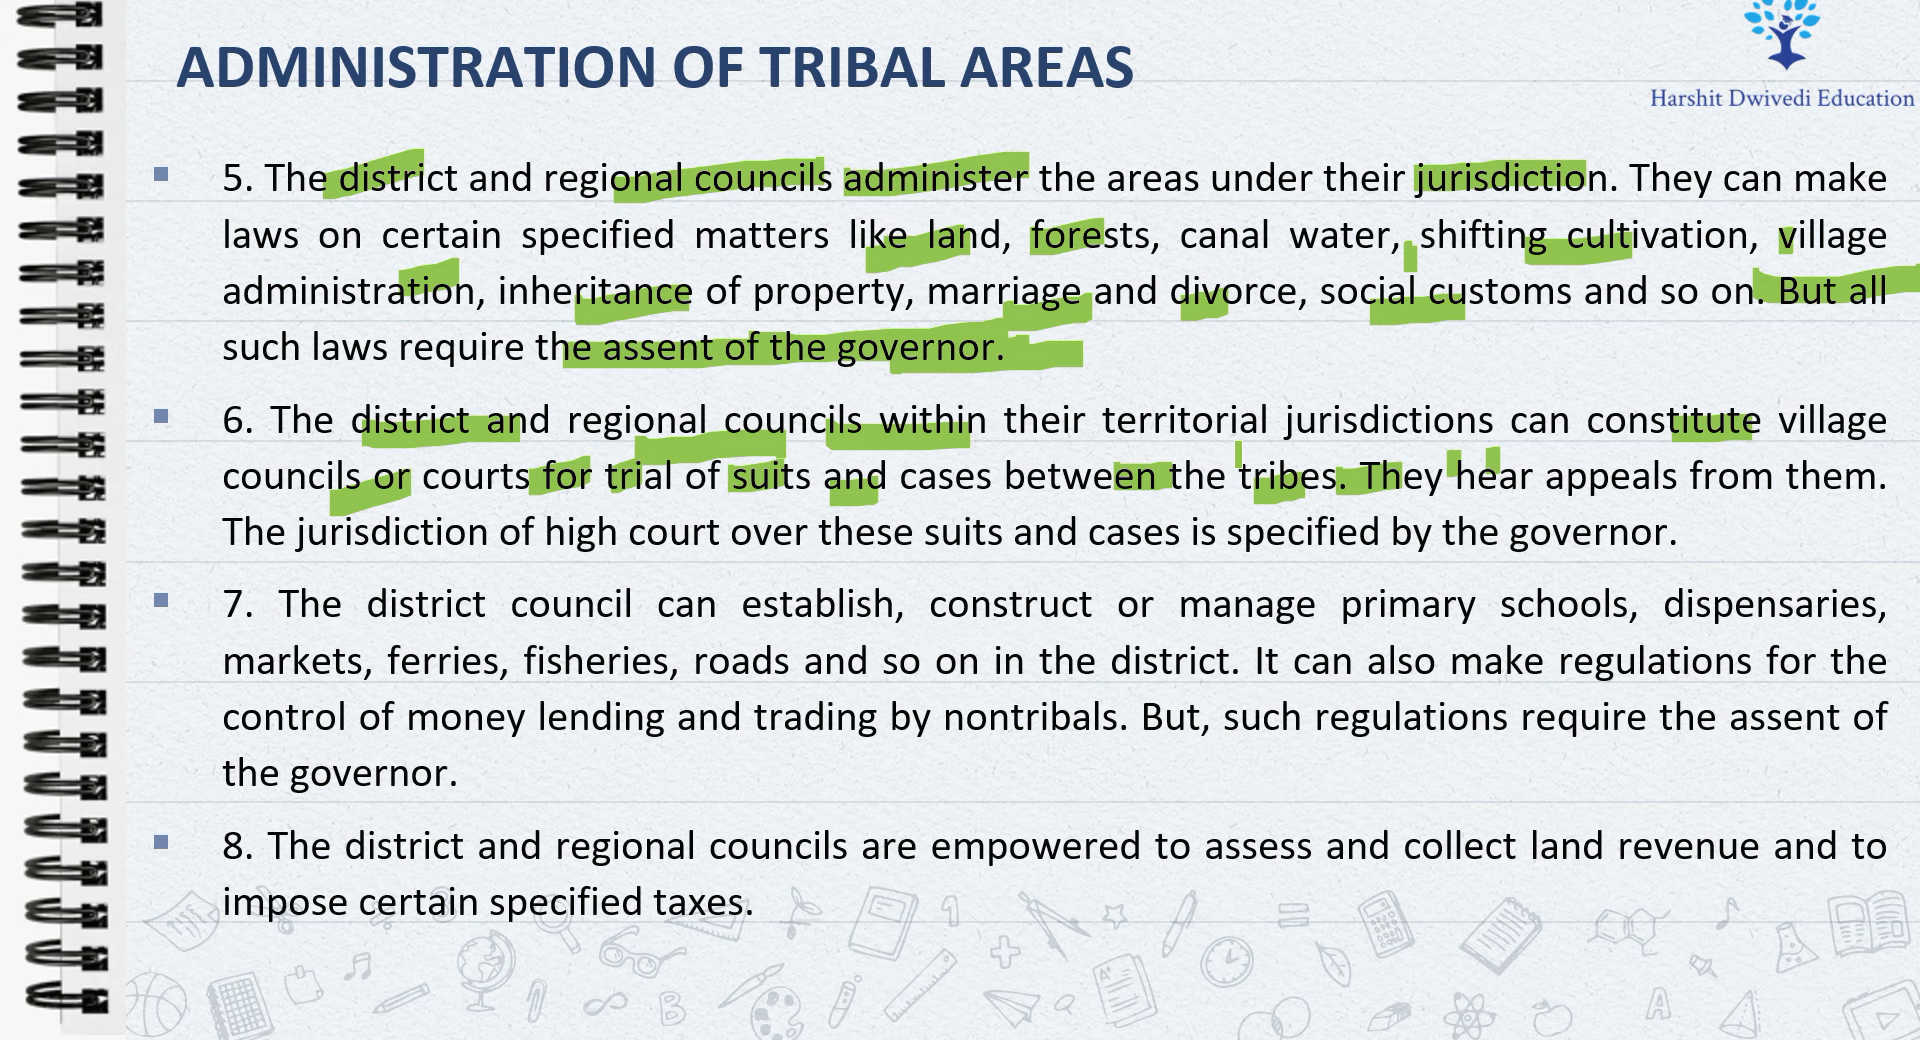 ADMINISTRATION OF TRIBAL AREAS
Harshit Dwivedi Education
5. The district and regional councils administer the areas under their jurisdiction. They can make
laws on certain specified matters like land, forests, canal water, shifting cultivation, village
administration, inheritance of property, marriage and divorce, social customs and so on. But all
such laws require the assent of the governor.
6. The district and regional councils within their territorial jurisdictions can constitute village
councils or courts for trial of suits and cases between the tribes. They hear appeals from them.
The jurisdiction of high court over these suits and cases is specified by the governor.
7. The district council can establish, construct or manage primary schools, dispensaries,
markets, ferries, fisheries, roads and so on in the district. It can also make regulations for the
control of money lending and trading by nontribals. But, such regulations require the assent of
the governor.
8. The district and regional councils are empowered to assess and collect land revenue and to
impose certain specified taxes.